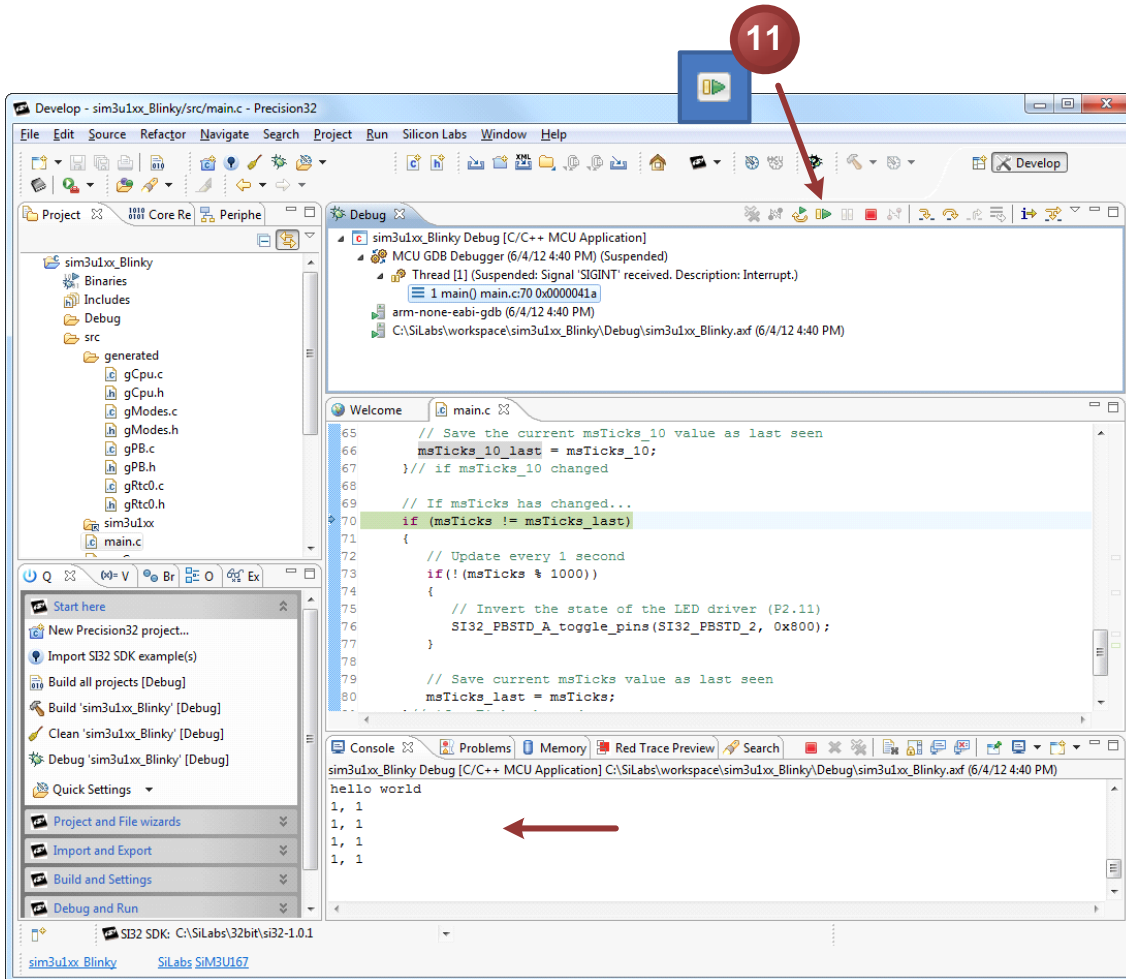 11
Develop - sim3u1xx_Blinky/src/main.c - Precision32
File Edit Source Refactor Navigate Search Project Run Silicon Labs Window Help
Develop
Project
Core Re
Periphe
sim3u1xx_Blinky
Binaries
Includes
Debug
src
generated
gCpu.c
gCpu.h
gModes.c
gModes.h
gPB.c
gPB.h
gRtc0.c
gRtc0.h
sim3u1xx
main.c
Debug
sim3u1xx_Blinky Debug [C/C++ MCU Application]
MCU GDB Debugger (6/4/12 4:40 PM) (Suspended)
Thread [1] (Suspended: Signal 'SIGINT' received. Description: Interrupt.)
1 main() main.c:70 0x0000041a
arm-none-eabi-gdb (6/4/12 4:40 PM)
C:\SiLabs\workspace\sim3u1xx_Blinky\Debug\sim3u1xx_Blinky.axf (6/4/12 4:40 PM)
Welcome
main.c
65 // Save the current msTicks_10 value as last seen
66 msTicks_10_last = msTicks_10;
67 }// if msTicks_10 changed
68
69 // If msTicks has changed...
70 if (msTicks != msTicks_last)
71 {
72 // Update every 1 second
73 if(!(msTicks % 1000))
74 {
75 // Invert the state of the LED driver (P2.11)
76 SI32_PBSTD_A_toggle_pins(SI32_PBSTD_2, 0x800);
77 }
78
79 // Save current msTicks value as last seen
80 msTicks_last = msTicks;
Q
(x)= V
Br
O
Ex
Start here
New Precision32 project...
Import SI32 SDK example(s)
Build all projects [Debug]
Build 'sim3u1xx_Blinky' [Debug]
Clean 'sim3u1xx_Blinky' [Debug]
Debug 'sim3u1xx_Blinky' [Debug]
Quick Settings
Project and File wizards
Import and Export
Build and Settings
Debug and Run
Console
Problems
Memory
Red Trace Preview
Search
sim3u1xx_Blinky Debug [C/C++ MCU Application] C:\SiLabs\workspace\sim3u1xx_Blinky\Debug\sim3u1xx_Blinky.axf (6/4/12 4:40 PM)
hello world
1, 1
1, 1
1, 1
1, 1
SI32 SDK: C:\SiLabs\32bit\si32-1.0.1
sim3u1xx Blinky
SiLabs SiM3U167